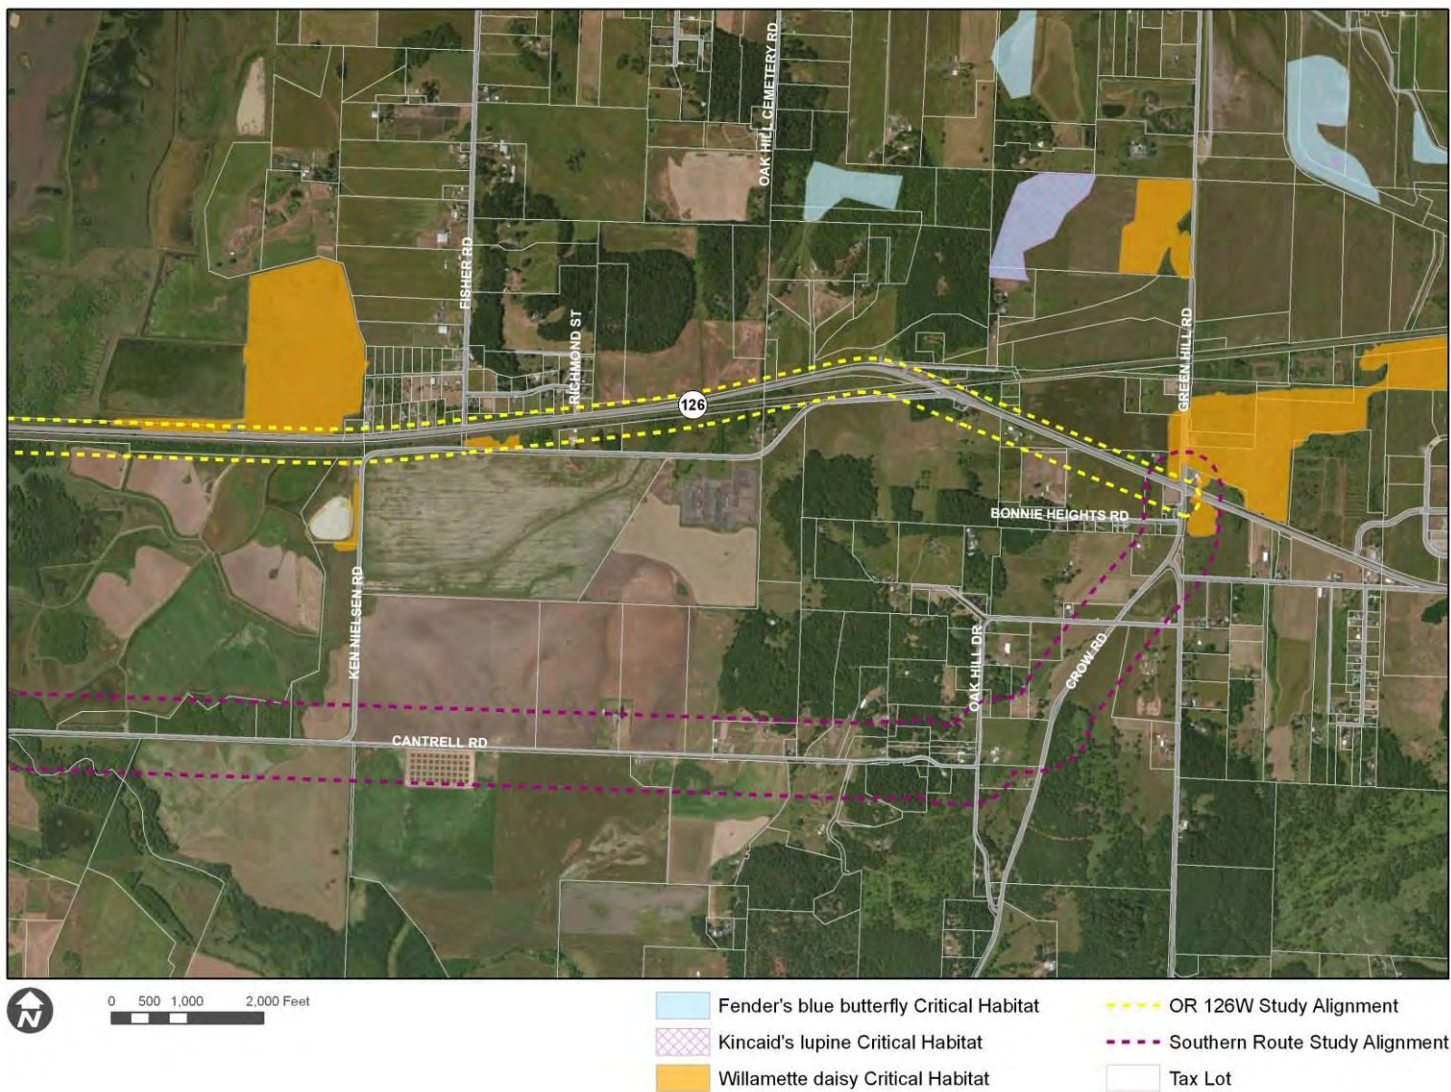 OAK HILL CEMETERY RD
FISHER RD
RICHMOND ST
GREEN HILL RD
126
BONNIE HEIGHTS RD
KEN NIELSEN RD
OAK HILL DR
CROW RD
CANTRELL RD
N
0 500 1,000 2,000 Feet
Fender's blue butterfly Critical Habitat
Kincaid's lupine Critical Habitat
Willamette daisy Critical Habitat
OR 126W Study Alignment
Southern Route Study Alignment
Tax Lot